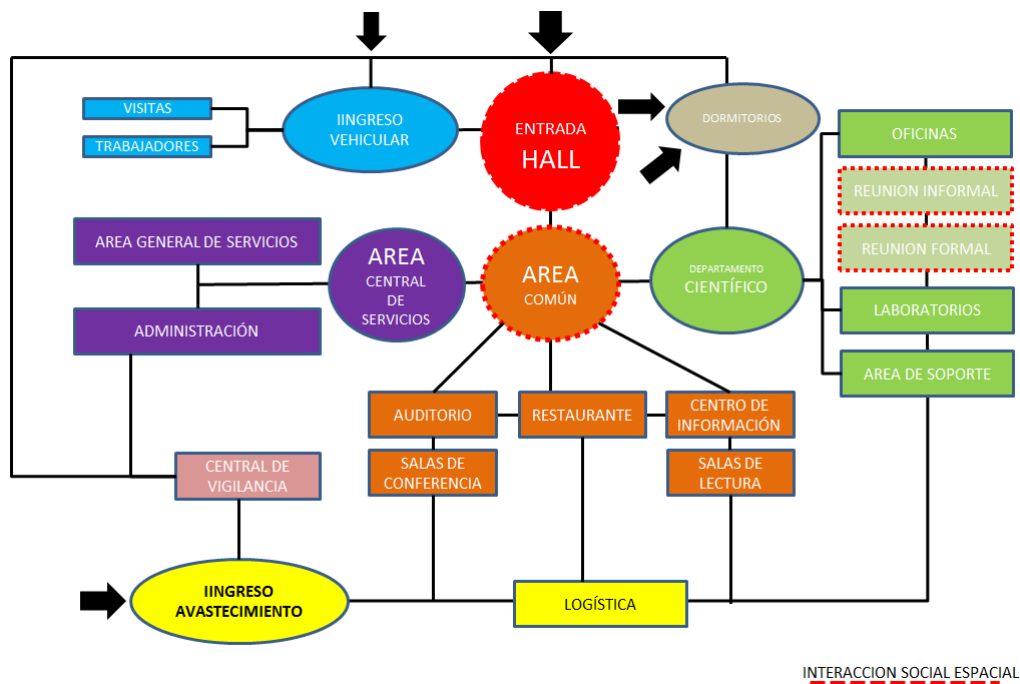 VISITAS
TRABAJADORES
IINGRESO
VEHICULAR
ENTRADA
HALL
DORMITORIOS
OFICINAS
REUNION INFORMAL
REUNION FORMAL
LABORATORIOS
AREA DE SOPORTE
AREA GENERAL DE SERVICIOS
ADMINISTRACIÓN
AREA
CENTRAL
DE
SERVICIOS
AREA
COMÚN
DEPARTAMENTO
CIENTÍFICO
AUDITORIO
RESTAURANTE
CENTRO DE
INFORMACIÓN
SALAS DE
CONFERENCIA
SALAS DE
LECTURA
CENTRAL DE
VIGILANCIA
IINGRESO
AVASTECIMIENTO
LOGÍSTICA
INTERACCION SOCIAL ESPACIAL